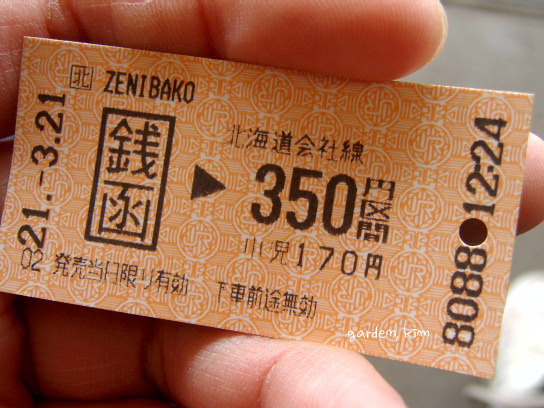 北 ZENIBAKO
銭函
北海道会社線
▶ 350円区間
小児170円
21.-3.21
02 発売当日限り有効 下車前途無効
8088 12:24
garden, kim